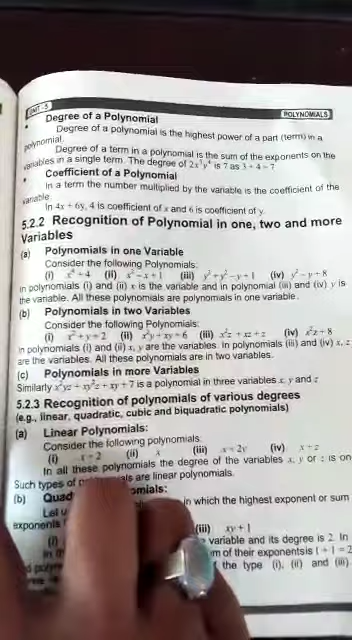 UNIT - 5
POLYNOMIALS
• Degree of a Polynomial
Degree of a polynomial is the highest power of a part (term) in a
polynomial.
Degree of a term in a polynomial is the sum of the exponents on the
variables in a single term. The degree of 2x³y⁴ is 7 as 3 + 4 = 7
• Coefficient of a Polynomial
In a term the number multiplied by the variable is the coefficient of the
variable.
In 4x + 6y, 4 is coefficient of x and 6 is coefficient of y.
5.2.2 Recognition of Polynomial in one, two and more
Variables
(a) Polynomials in one Variable
Consider the following Polynomials:
(i) +4 (ii) x²−x+1 (iii) y³+y²−y+1 (iv) y²−y+8
In polynomials (i) and (ii) x is the variable and in polynomial (iii) and (iv) y is
the variable. All these polynomials are polynomials in one variable.
(b) Polynomials in two Variables
Consider the following Polynomials:
(i) x²+y+2 (ii) x²y+xy+6 (iii) x²z+xz+z (iv) x²z+8
In polynomials (i) and (ii) x, y are the variables. In polynomials (iii) and (iv) x, z
are the variables. All these polynomials are in two variables.
(c) Polynomials in more Variables
Similarly x²yz + xy²z + xy + 7 is a polynomial in three variables x, y and z
5.2.3 Recognition of polynomials of various degrees
(e.g., linear, quadratic, cubic and biquadratic polynomials)
(a) Linear Polynomials:
Consider the following polynomials:
(i) x+2 (ii) x (iii) x+2y (iv) x+z
In all these polynomials the degree of the variables x, y or z is on
Such types of are linear polynomials.
(b) Quad omials:
Let u in which the highest exponent or sum
exponents
(i) (iii) xy+1
variable and its degree is 2. In
m of their exponents is 1 + 1 = 2
the type (i), (ii) and (iii)